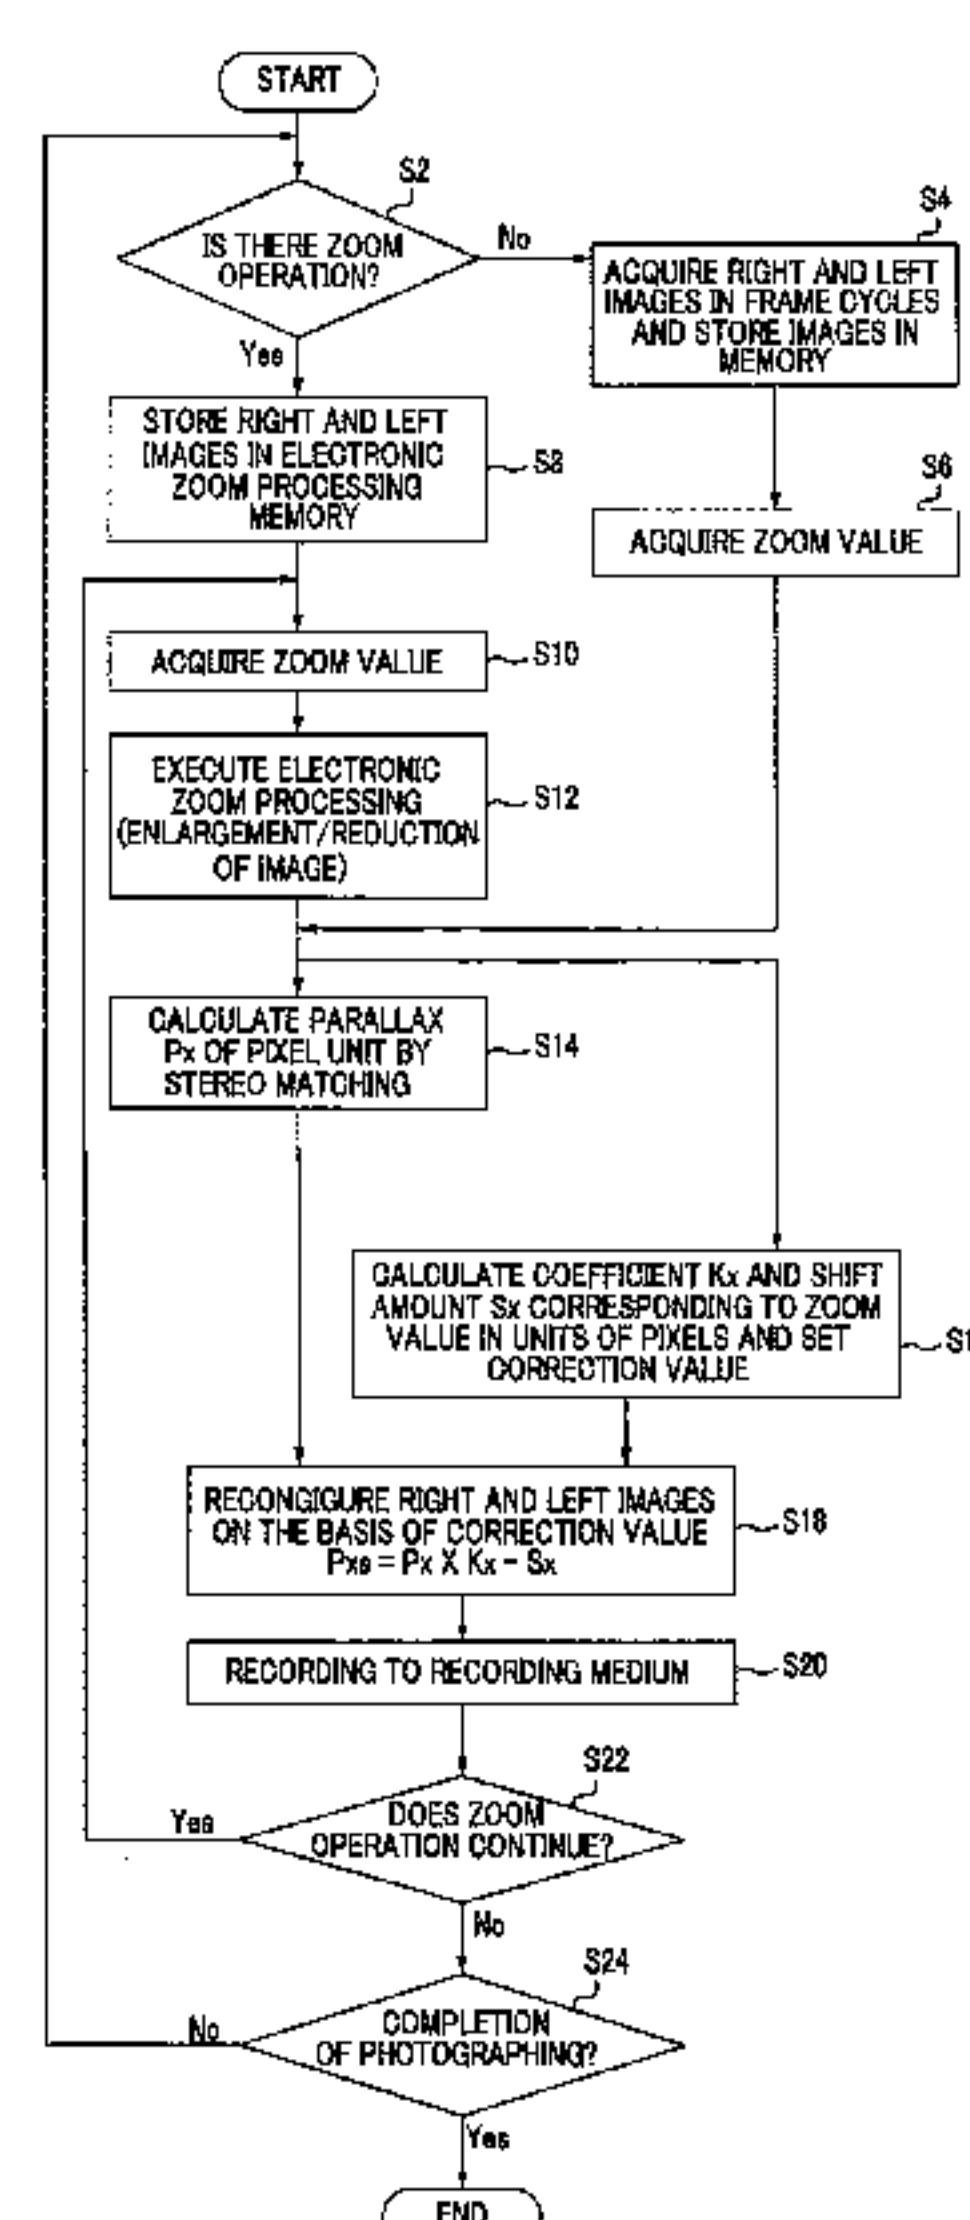 START
S2
IS THERE ZOOM
OPERATION?
No
Yes
S4
ACQUIRE RIGHT AND LEFT
IMAGES IN FRAME CYCLES
AND STORE IMAGES IN
MEMORY
STORE RIGHT AND LEFT
IMAGES IN ELECTRONIC
ZOOM PROCESSING
MEMORY
S8
S6
ACQUIRE ZOOM VALUE
ACQUIRE ZOOM VALUE
S10
EXECUTE ELECTRONIC
ZOOM PROCESSING
(ENLARGEMENT/REDUCTION
OF IMAGE)
S12
CALCULATE PARALLAX
Px OF PIXEL UNIT BY
STEREO MATCHING
S14
CALCULATE COEFFICIENT Kx AND SHIFT
AMOUNT Sx CORRESPONDING TO ZOOM
VALUE IN UNITS OF PIXELS AND SET
CORRECTION VALUE
RECONGIGURE RIGHT AND LEFT IMAGES
ON THE BASIS OF CORRECTION VALUE
Pxs = Px X Kx - Sx
S18
RECORDING TO RECORDING MEDIUM
S20
S22
DOES ZOOM
OPERATION CONTINUE?
Yes
No
S24
COMPLETION
OF PHOTOGRAPHING?
No
Yes
END